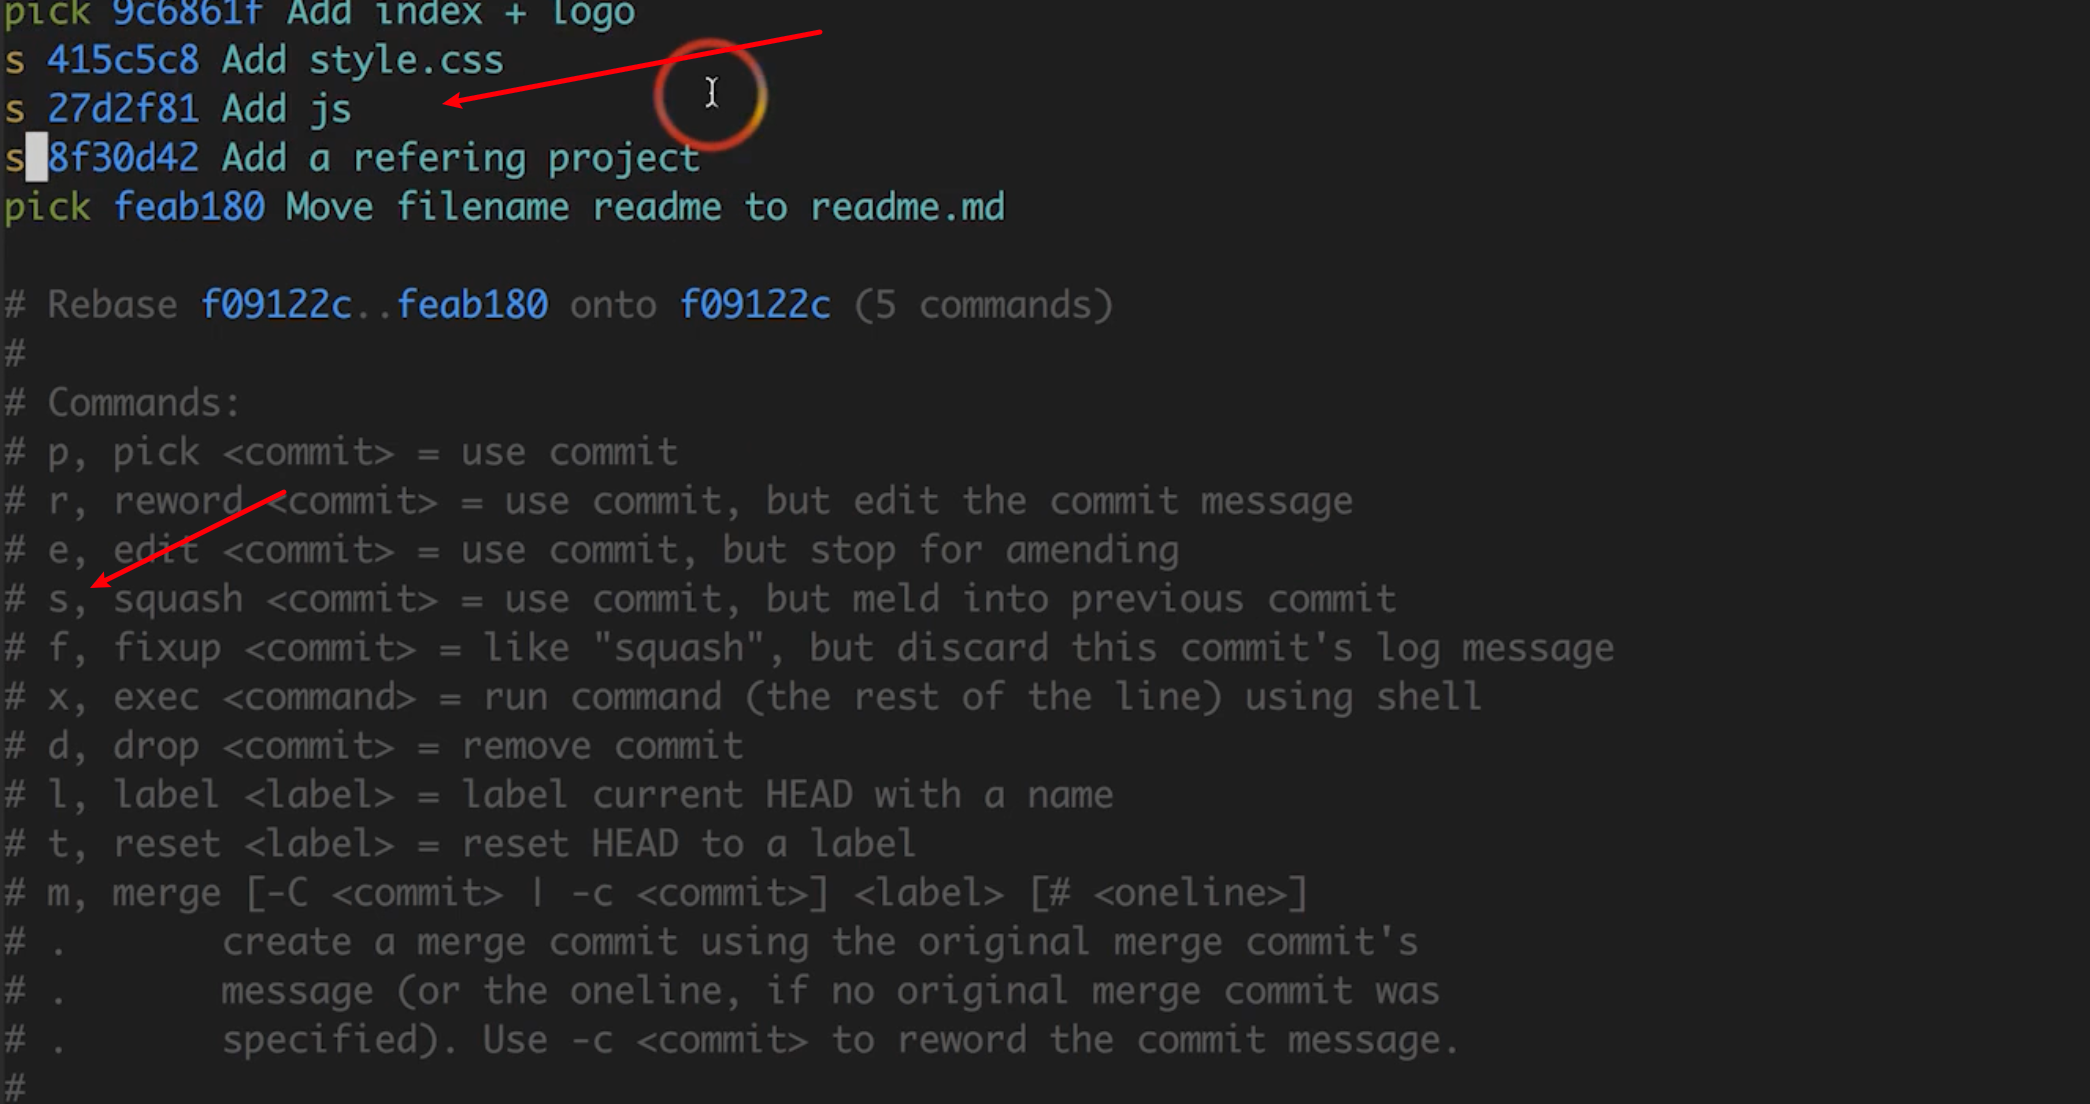 pick 9c6861f Add index + logo
s 415c5c8 Add style.css
s 27d2f81 Add js
s 8f30d42 Add a refering project
pick feab180 Move filename readme to readme.md
# Rebase f09122c..feab180 onto f09122c (5 commands)
#
# Commands:
# p, pick <commit> = use commit
# r, reword <commit> = use commit, but edit the commit message
# e, edit <commit> = use commit, but stop for amending
# s, squash <commit> = use commit, but meld into previous commit
# f, fixup <commit> = like "squash", but discard this commit's log message
# x, exec <command> = run command (the rest of the line) using shell
# d, drop <commit> = remove commit
# l, label <label> = label current HEAD with a name
# t, reset <label> = reset HEAD to a label
# m, merge [-C <commit> | -c <commit>] <label> [# <oneline>]
# .       create a merge commit using the original merge commit's
# .       message (or the oneline, if no original merge commit was
# .       specified). Use -c <commit> to reword the commit message.
#